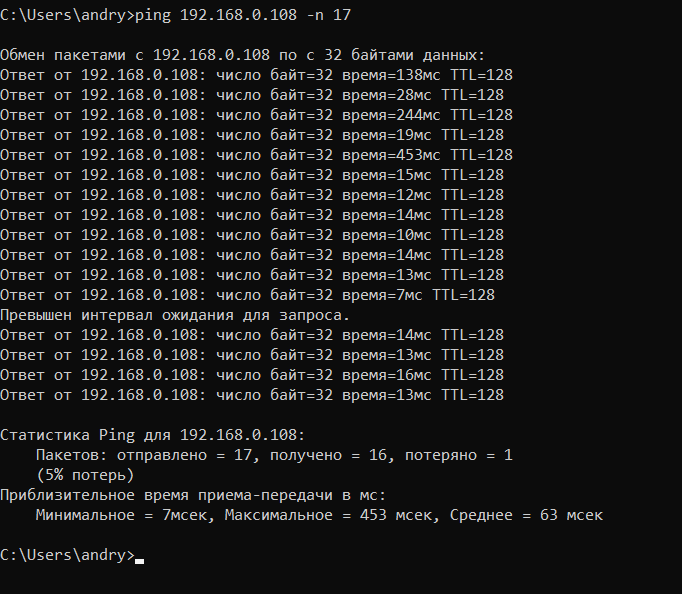 C:\Users\andry>ping 192.168.0.108 -n 17
Обмен пакетами с 192.168.0.108 по с 32 байтами данных:
Ответ от 192.168.0.108: число байт=32 время=138мс TTL=128
Ответ от 192.168.0.108: число байт=32 время=28мс TTL=128
Ответ от 192.168.0.108: число байт=32 время=244мс TTL=128
Ответ от 192.168.0.108: число байт=32 время=19мс TTL=128
Ответ от 192.168.0.108: число байт=32 время=453мс TTL=128
Ответ от 192.168.0.108: число байт=32 время=15мс TTL=128
Ответ от 192.168.0.108: число байт=32 время=12мс TTL=128
Ответ от 192.168.0.108: число байт=32 время=14мс TTL=128
Ответ от 192.168.0.108: число байт=32 время=10мс TTL=128
Ответ от 192.168.0.108: число байт=32 время=14мс TTL=128
Ответ от 192.168.0.108: число байт=32 время=13мс TTL=128
Ответ от 192.168.0.108: число байт=32 время=7мс TTL=128
Превышен интервал ожидания для запроса.
Ответ от 192.168.0.108: число байт=32 время=14мс TTL=128
Ответ от 192.168.0.108: число байт=32 время=13мс TTL=128
Ответ от 192.168.0.108: число байт=32 время=16мс TTL=128
Ответ от 192.168.0.108: число байт=32 время=13мс TTL=128
Статистика Ping для 192.168.0.108:
Пакетов: отправлено = 17, получено = 16, потеряно = 1
(5% потерь)
Приблизительное время приема-передачи в мс:
Минимальное = 7мсек, Максимальное = 453 мсек, Среднее = 63 мсек
C:\Users\andry>